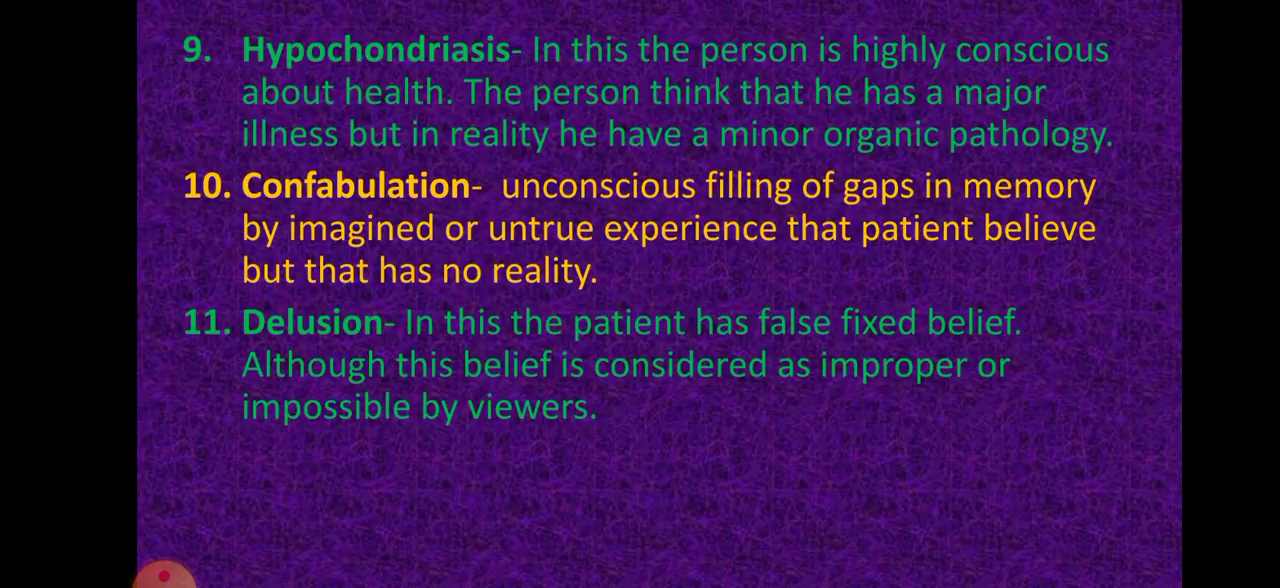 9. Hypochondriasis- In this the person is highly conscious
about health. The person think that he has a major
illness but in reality he have a minor organic pathology.
10. Confabulation- unconscious filling of gaps in memory
by imagined or untrue experience that patient believe
but that has no reality.
11. Delusion- In this the patient has false fixed belief.
Although this belief is considered as improper or
impossible by viewers.